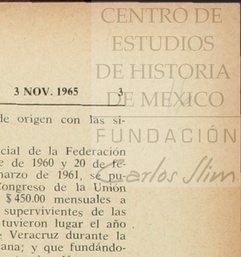 CENTRO DE
ESTUDIOS
DE HISTORIA
DE MEXICO
FUNDACIÓN
Carlos Slim
3 NOV. 1965 3
de origen con las si-
cial de la Federación
e de 1960 y 20 de fe-
marzo de 1961, se pu-
Congreso de la Unión
$ 450.00 mensuales a
supervivientes de las
tuvieron lugar el año
e Veracruz durante la
ana; y que fundándo-